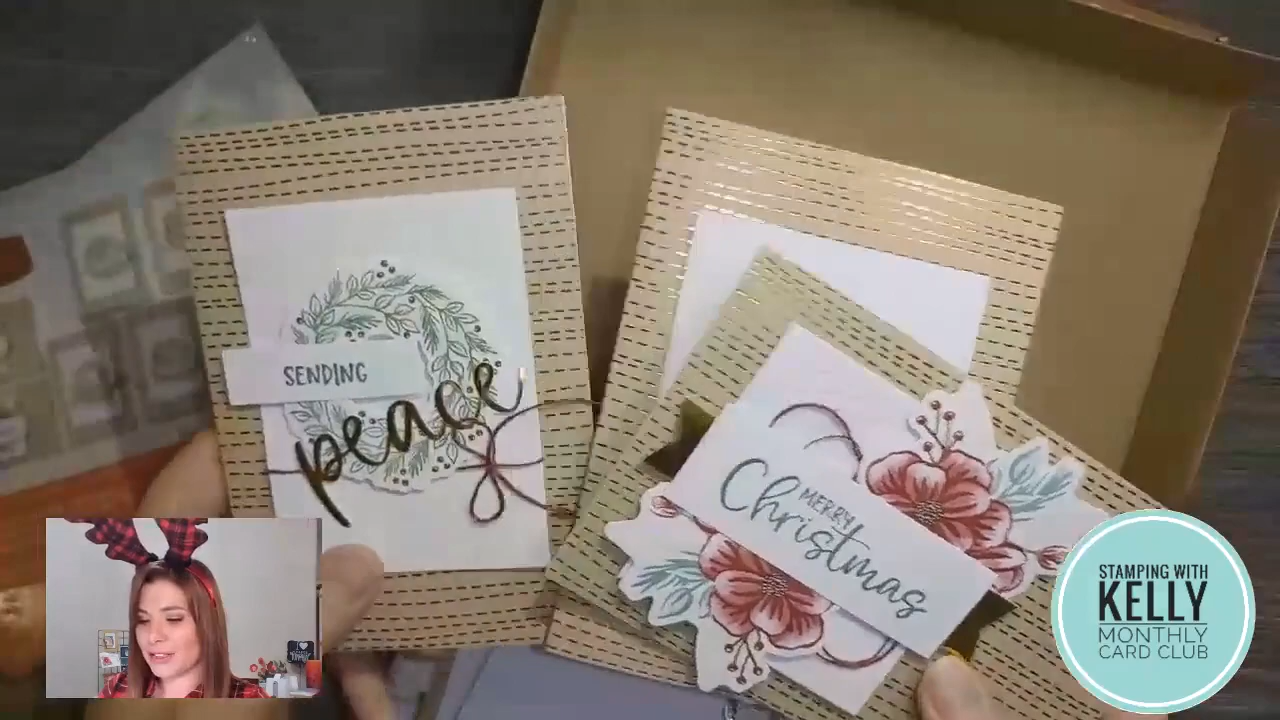 SENDING
peace
MERRY
Christmas
STAMPING WITH
KELLY
MONTHLY
CARD CLUB